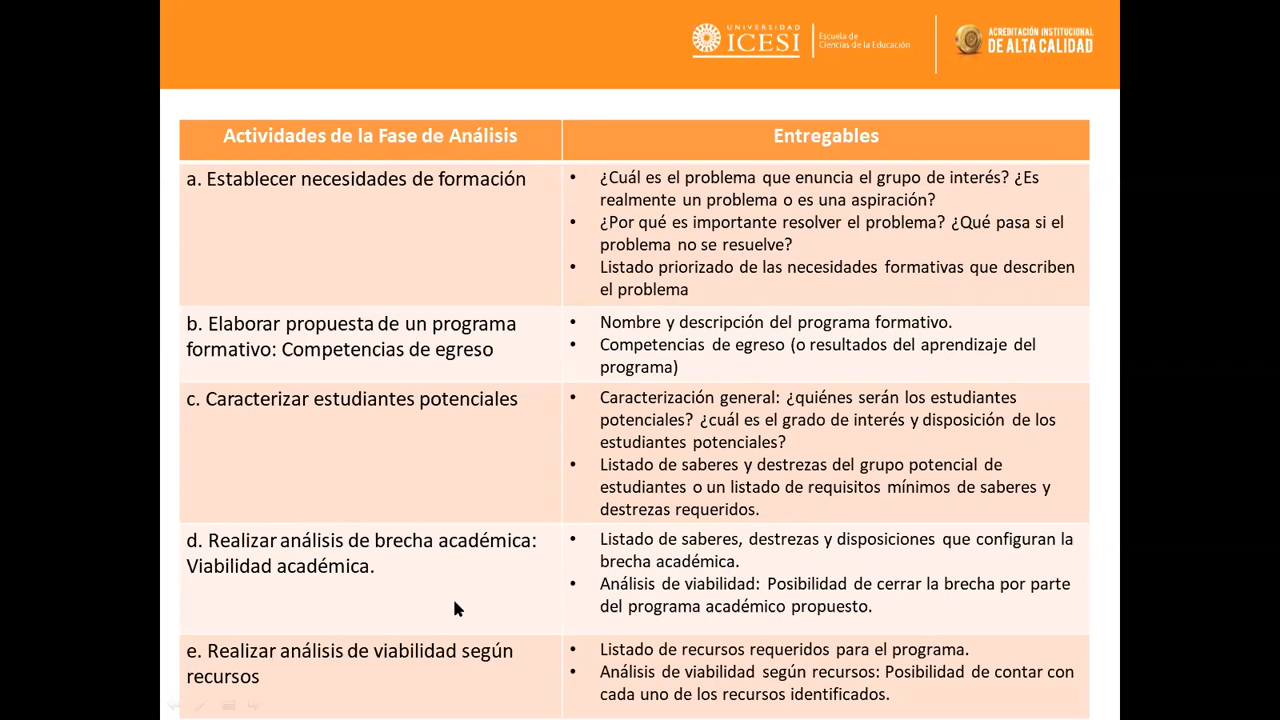 UNIVERSIDAD
ICESI
Escuela de
Ciencias de la Educación
ACREDITACIÓN INSTITUCIONAL
DE ALTA CALIDAD
Actividades de la Fase de Análisis
Entregables
a. Establecer necesidades de formación
• ¿Cuál es el problema que enuncia el grupo de interés? ¿Es
realmente un problema o es una aspiración?
• ¿Por qué es importante resolver el problema? ¿Qué pasa si el
problema no se resuelve?
• Listado priorizado de las necesidades formativas que describen
el problema
b. Elaborar propuesta de un programa
formativo: Competencias de egreso
• Nombre y descripción del programa formativo.
• Competencias de egreso (o resultados del aprendizaje del
programa)
c. Caracterizar estudiantes potenciales
• Caracterización general: ¿quiénes serán los estudiantes
potenciales? ¿cuál es el grado de interés y disposición de los
estudiantes potenciales?
• Listado de saberes y destrezas del grupo potencial de
estudiantes o un listado de requisitos mínimos de saberes y
destrezas requeridos.
d. Realizar análisis de brecha académica:
Viabilidad académica.
• Listado de saberes, destrezas y disposiciones que configuran la
brecha académica.
• Análisis de viabilidad: Posibilidad de cerrar la brecha por parte
del programa académico propuesto.
e. Realizar análisis de viabilidad según
recursos
• Listado de recursos requeridos para el programa.
• Análisis de viabilidad según recursos: Posibilidad de contar con
cada uno de los recursos identificados.